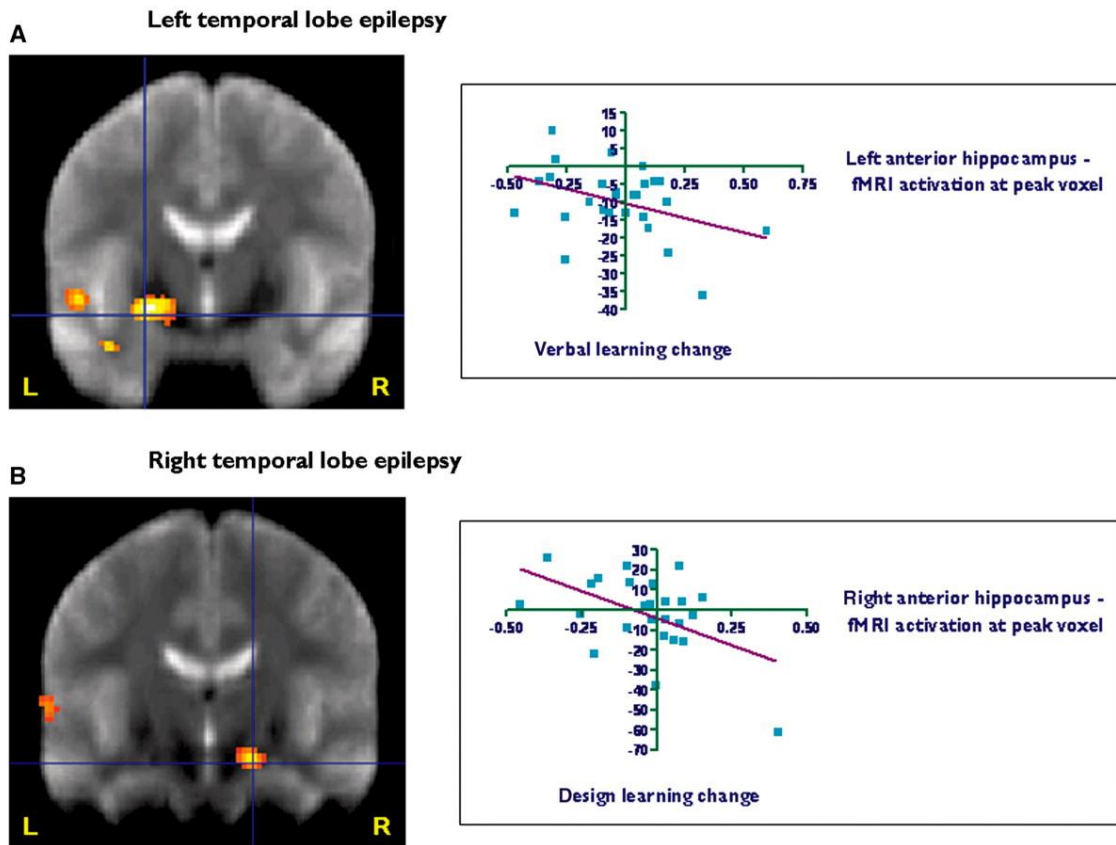 Left temporal lobe epilepsy
A
L
R
15
10
5
0
-0.50
-0.25
0.25
0.50
0.75
-5
-10
-15
-20
-25
-30
-35
-40
Left anterior hippocampus -
fMRI activation at peak voxel
Verbal learning change
Right temporal lobe epilepsy
B
L
R
30
20
10
0
-0.50
-0.25
0.25
0.50
-10
-20
-30
-40
-50
-60
-70
Right anterior hippocampus -
fMRI activation at peak voxel
Design learning change